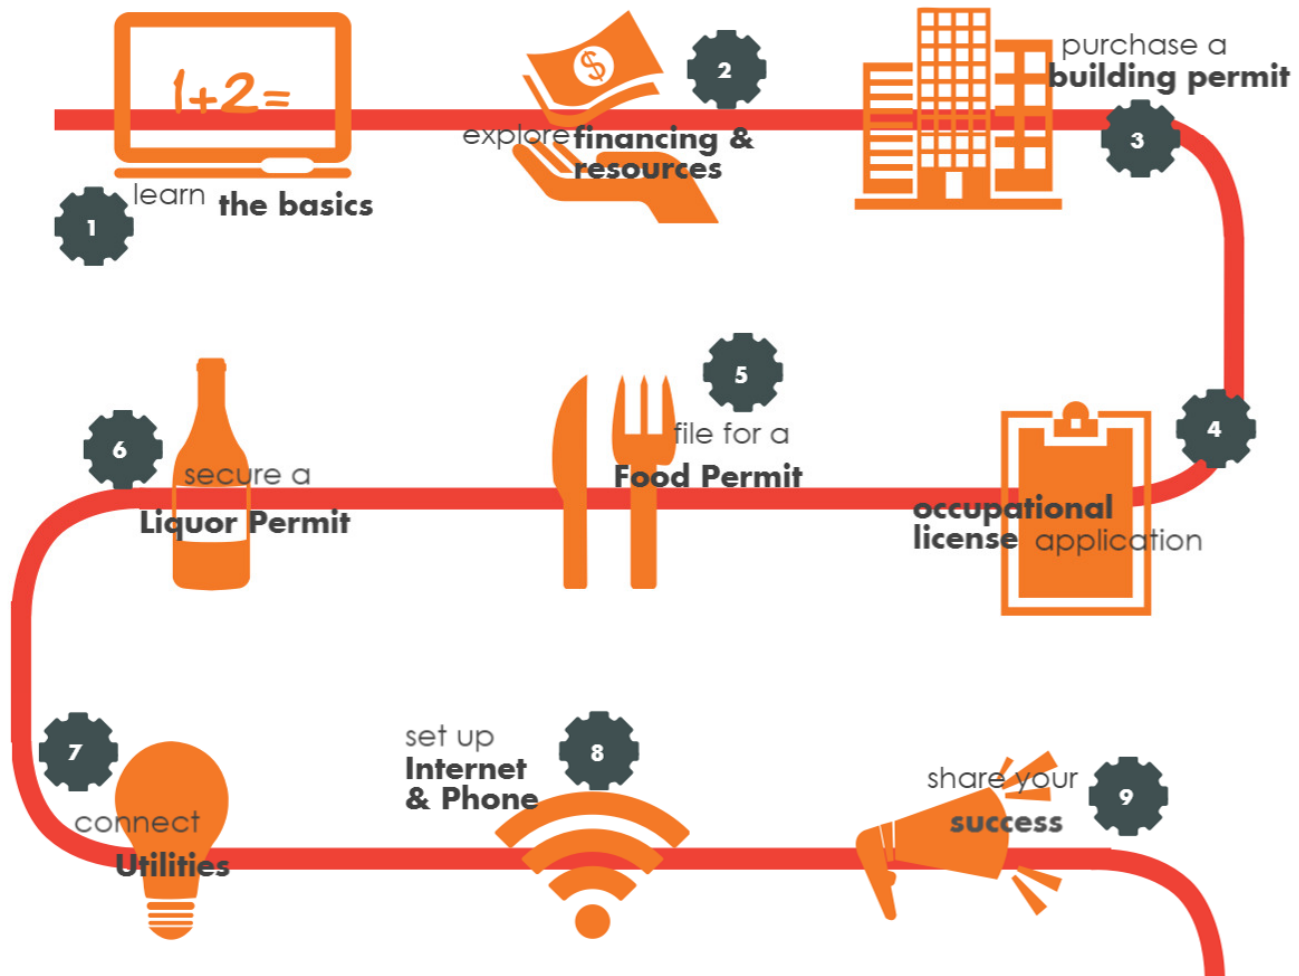 1+2=
1
learn the basics
$
2
explore financing &
resources
purchase a
building permit
3
4
occupational
license application
5
file for a
Food Permit
6
secure a
Liquor Permit
7
connect
Utilities
set up
Internet
& Phone
8
share your
success
9